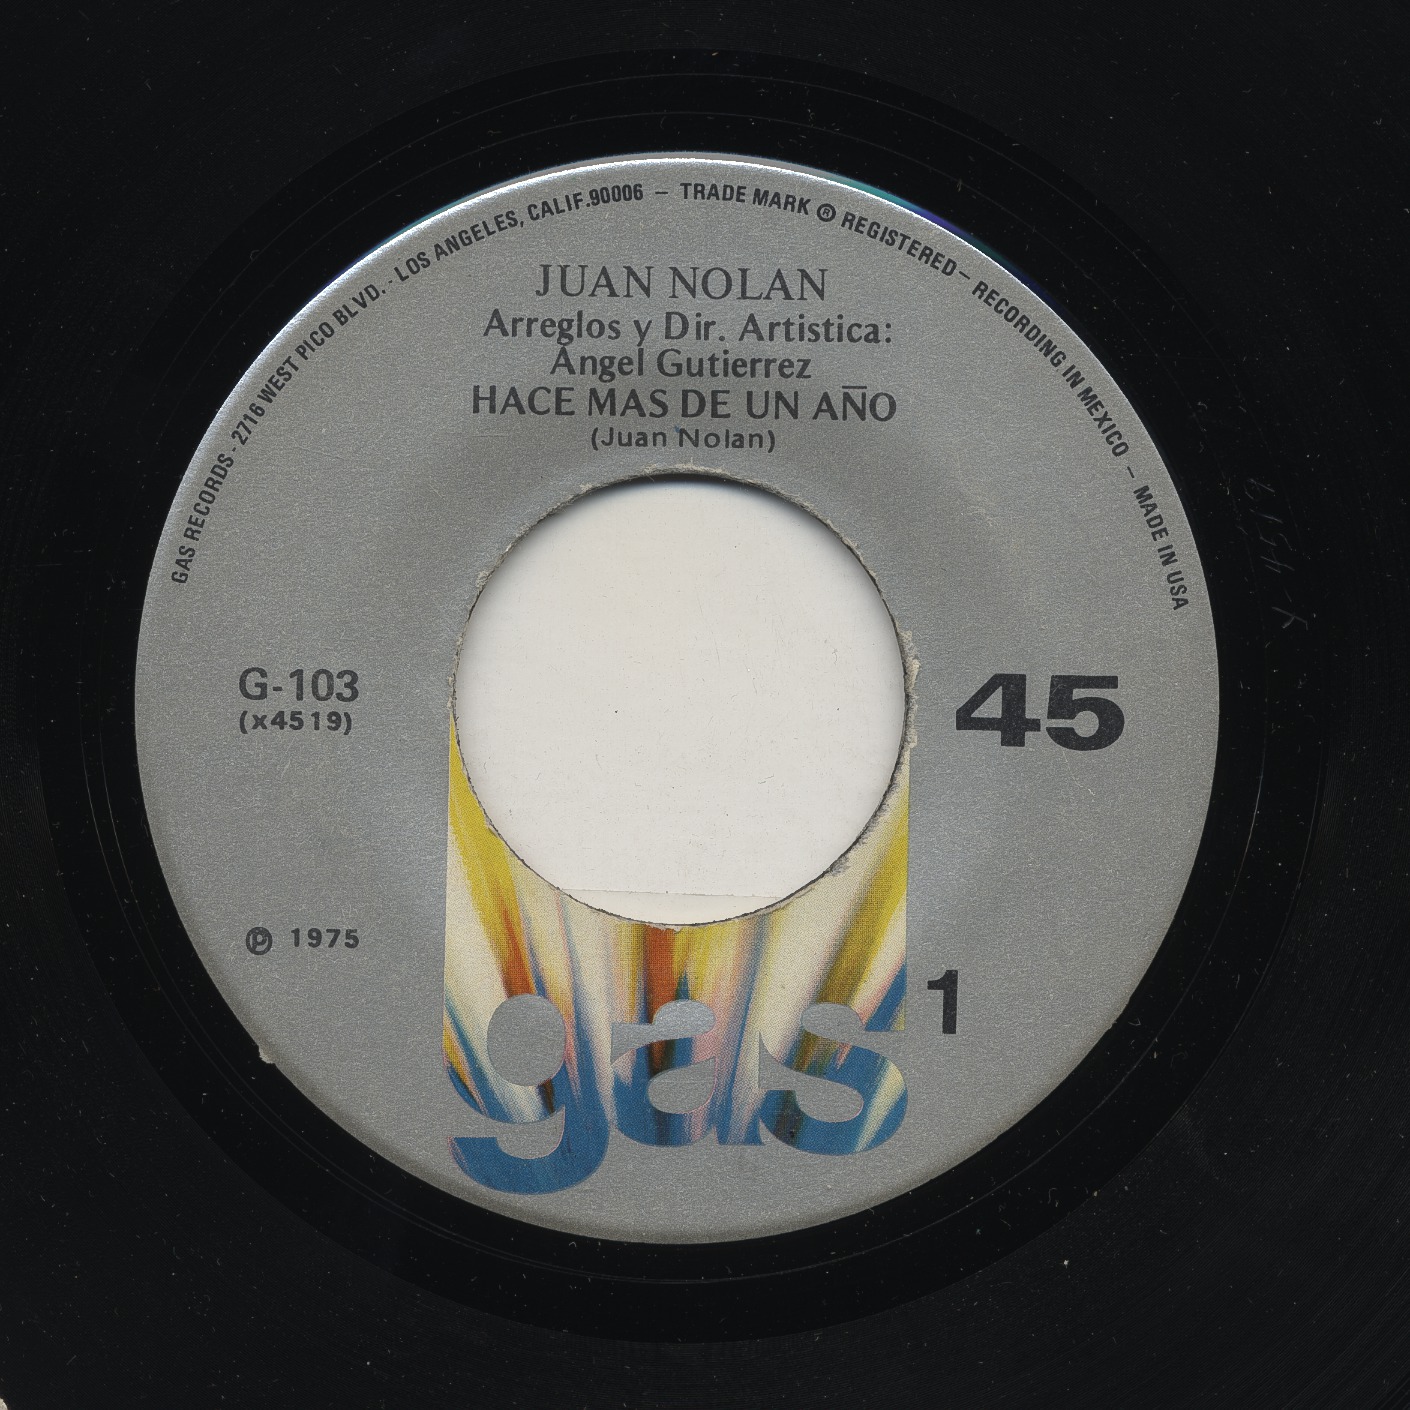 GAS RECORDS - 2716 WEST PICO BLVD. - LOS ANGELES, CALIF.90006 — TRADE MARK ® REGISTERED — RECORDING IN MEXICO — MADE IN USA
JUAN NOLAN
Arreglos y Dir. Artistica:
Angel Gutierrez
HACE MAS DE UN AÑO
(Juan Nolan)
G-103
(x4519)
45
℗ 1975
1
gas